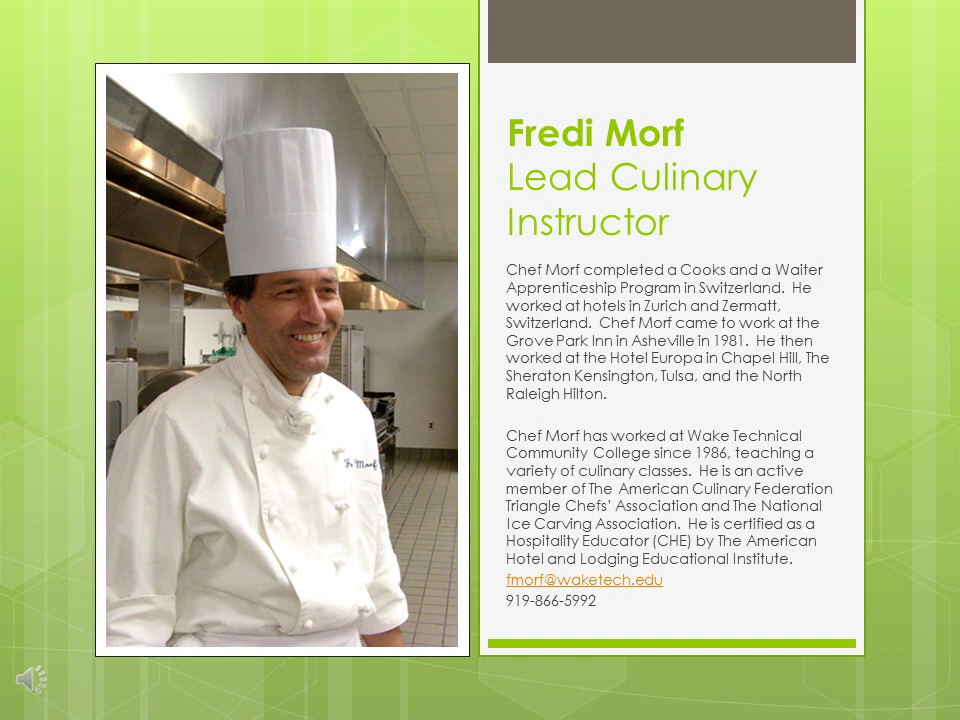 Fredi Morf
Lead Culinary
Instructor
Chef Morf completed a Cooks and a Waiter
Apprenticeship Program in Switzerland.  He
worked at hotels in Zurich and Zermatt,
Switzerland.  Chef Morf came to work at the
Grove Park Inn in Asheville in 1981.  He then
worked at the Hotel Europa in Chapel Hill, The
Sheraton Kensington, Tulsa, and the North
Raleigh Hilton.
Chef Morf has worked at Wake Technical
Community College since 1986, teaching a
variety of culinary classes.  He is an active
member of The American Culinary Federation
Triangle Chefs’ Association and The National
Ice Carving Association.  He is certified as a
Hospitality Educator (CHE) by The American
Hotel and Lodging Educational Institute.
fmorf@waketech.edu
919-866-5992
Fr Morf